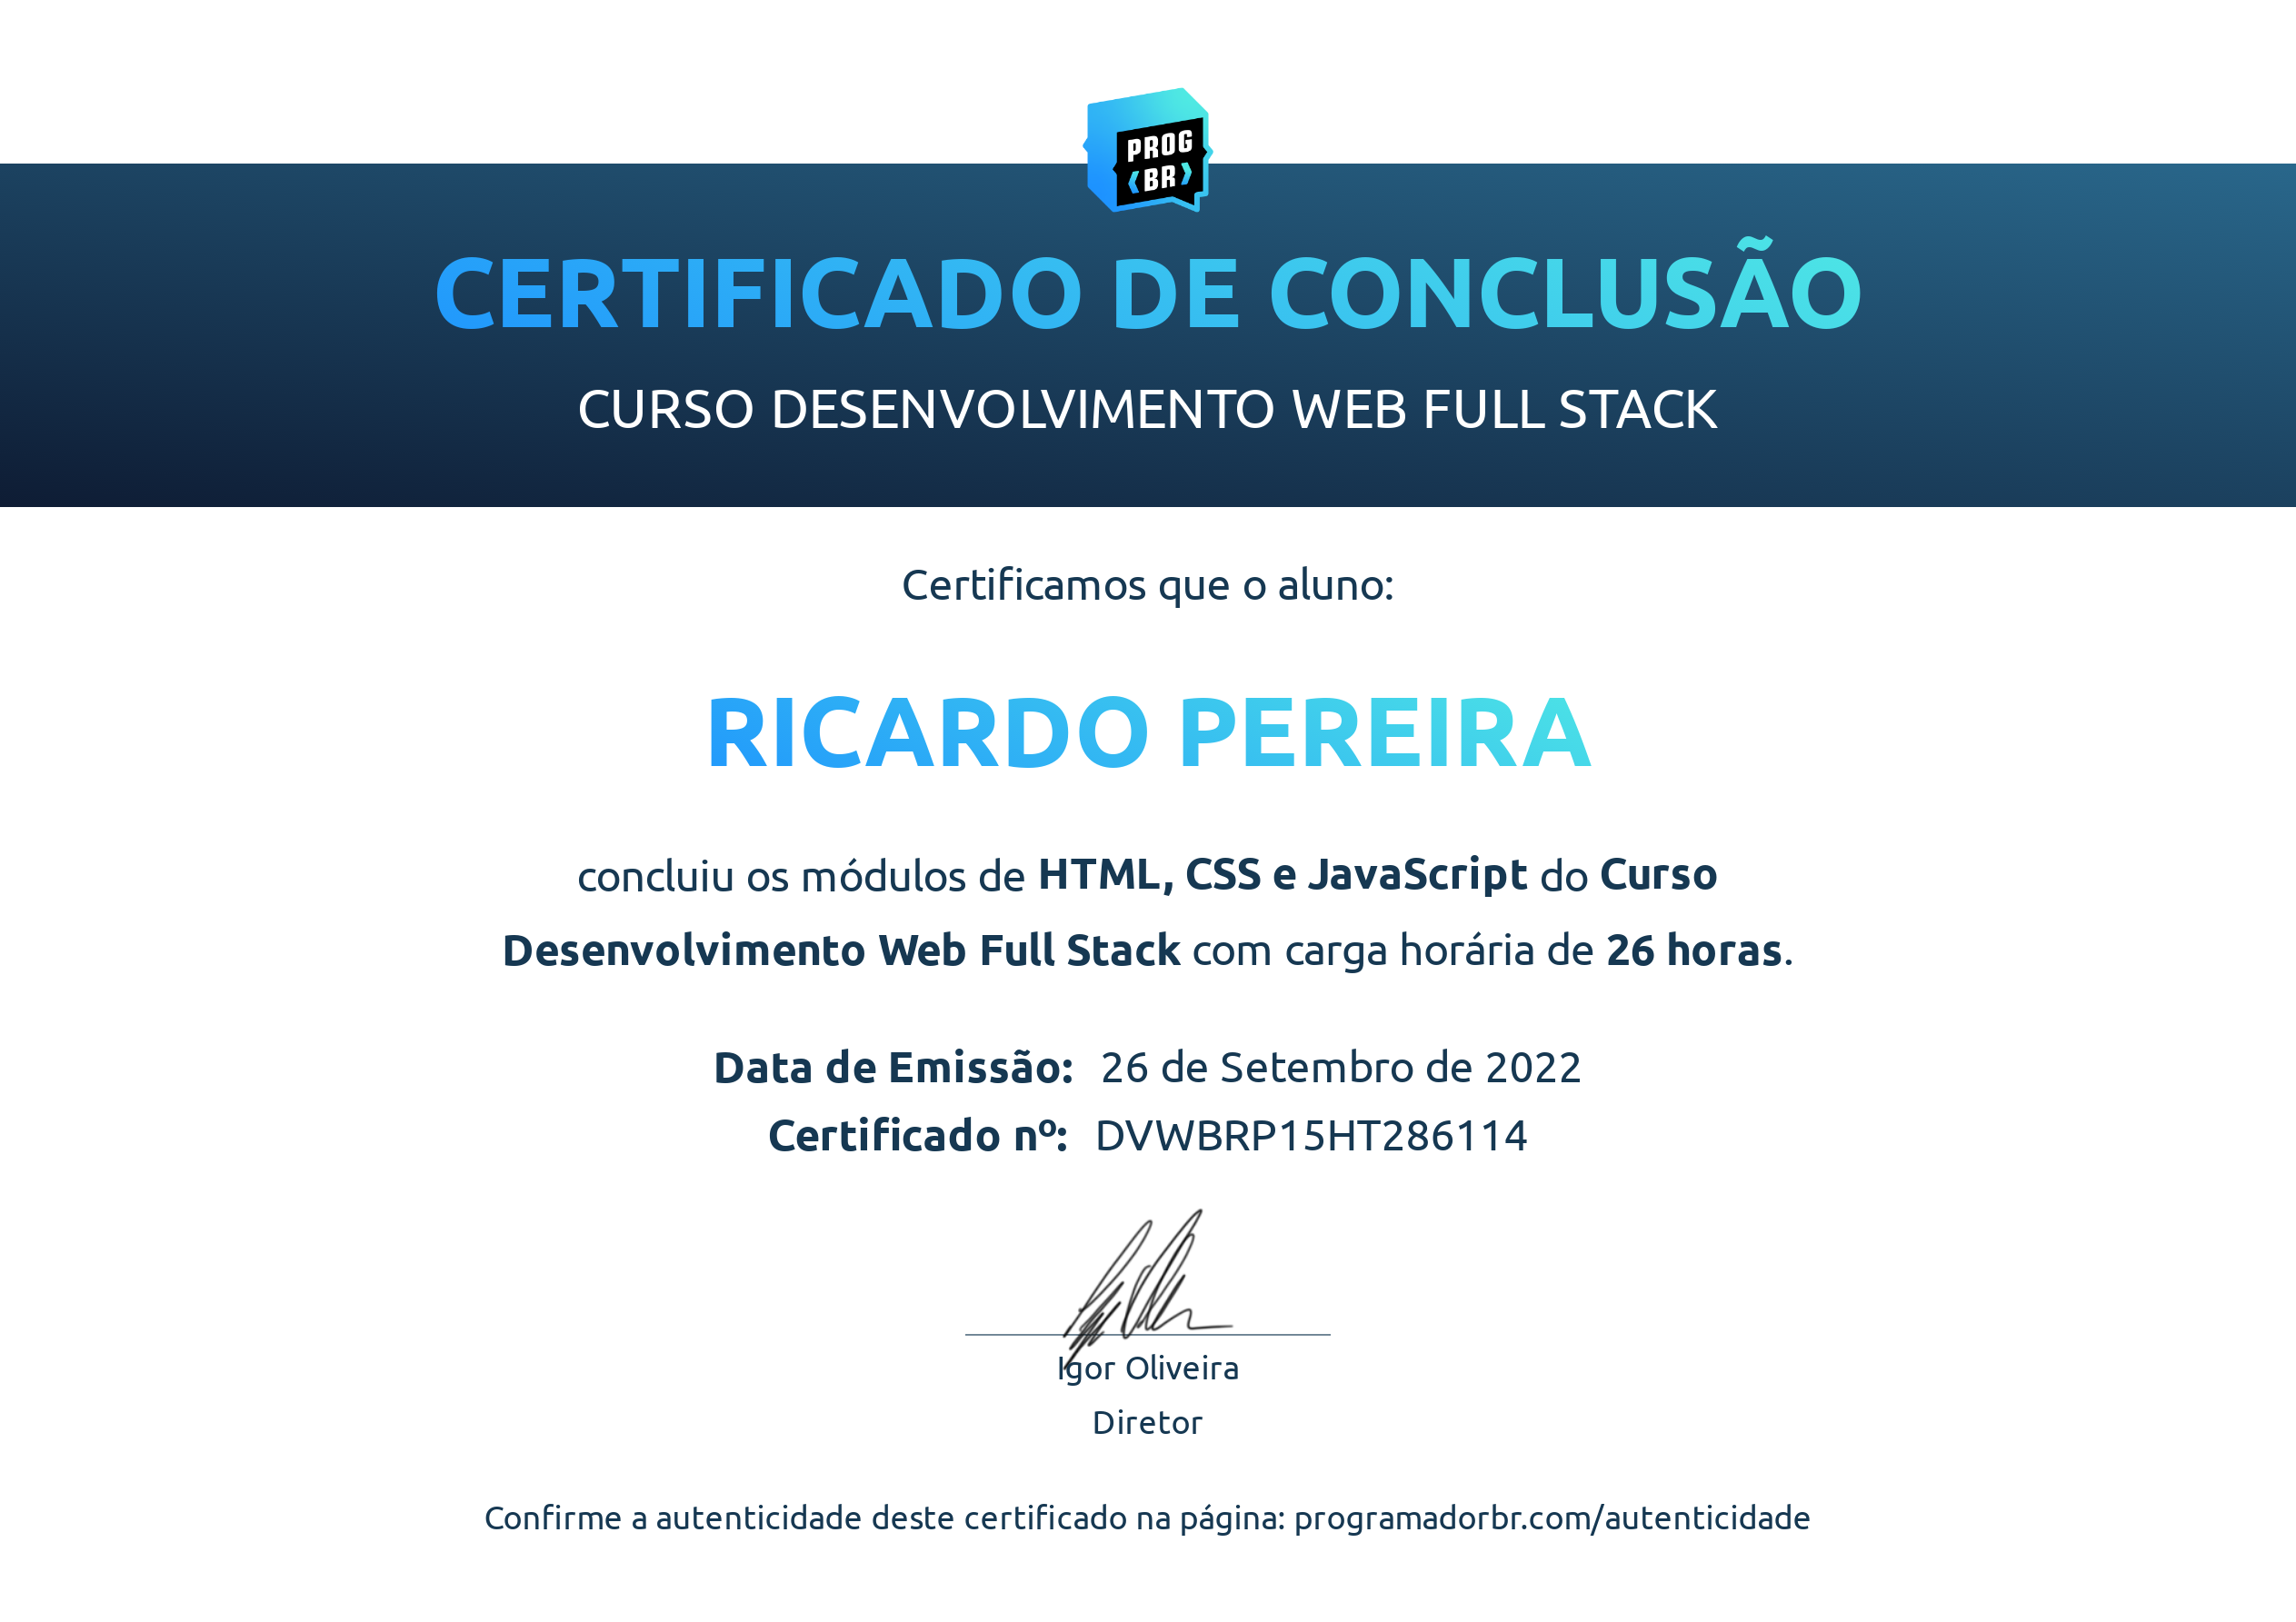 PROG
BR
CERTIFICADO DE CONCLUSÃO
CURSO DESENVOLVIMENTO WEB FULL STACK
Certificamos que o aluno:
RICARDO PEREIRA
concluiu os módulos de HTML, CSS e JavaScript do Curso
Desenvolvimento Web Full Stack com carga horária de 26 horas.
Data de Emissão: 26 de Setembro de 2022
Certificado nº: DVWBRP15HT286114
Igor Oliveira
Diretor
Confirme a autenticidade deste certificado na página: programadorbr.com/autenticidade